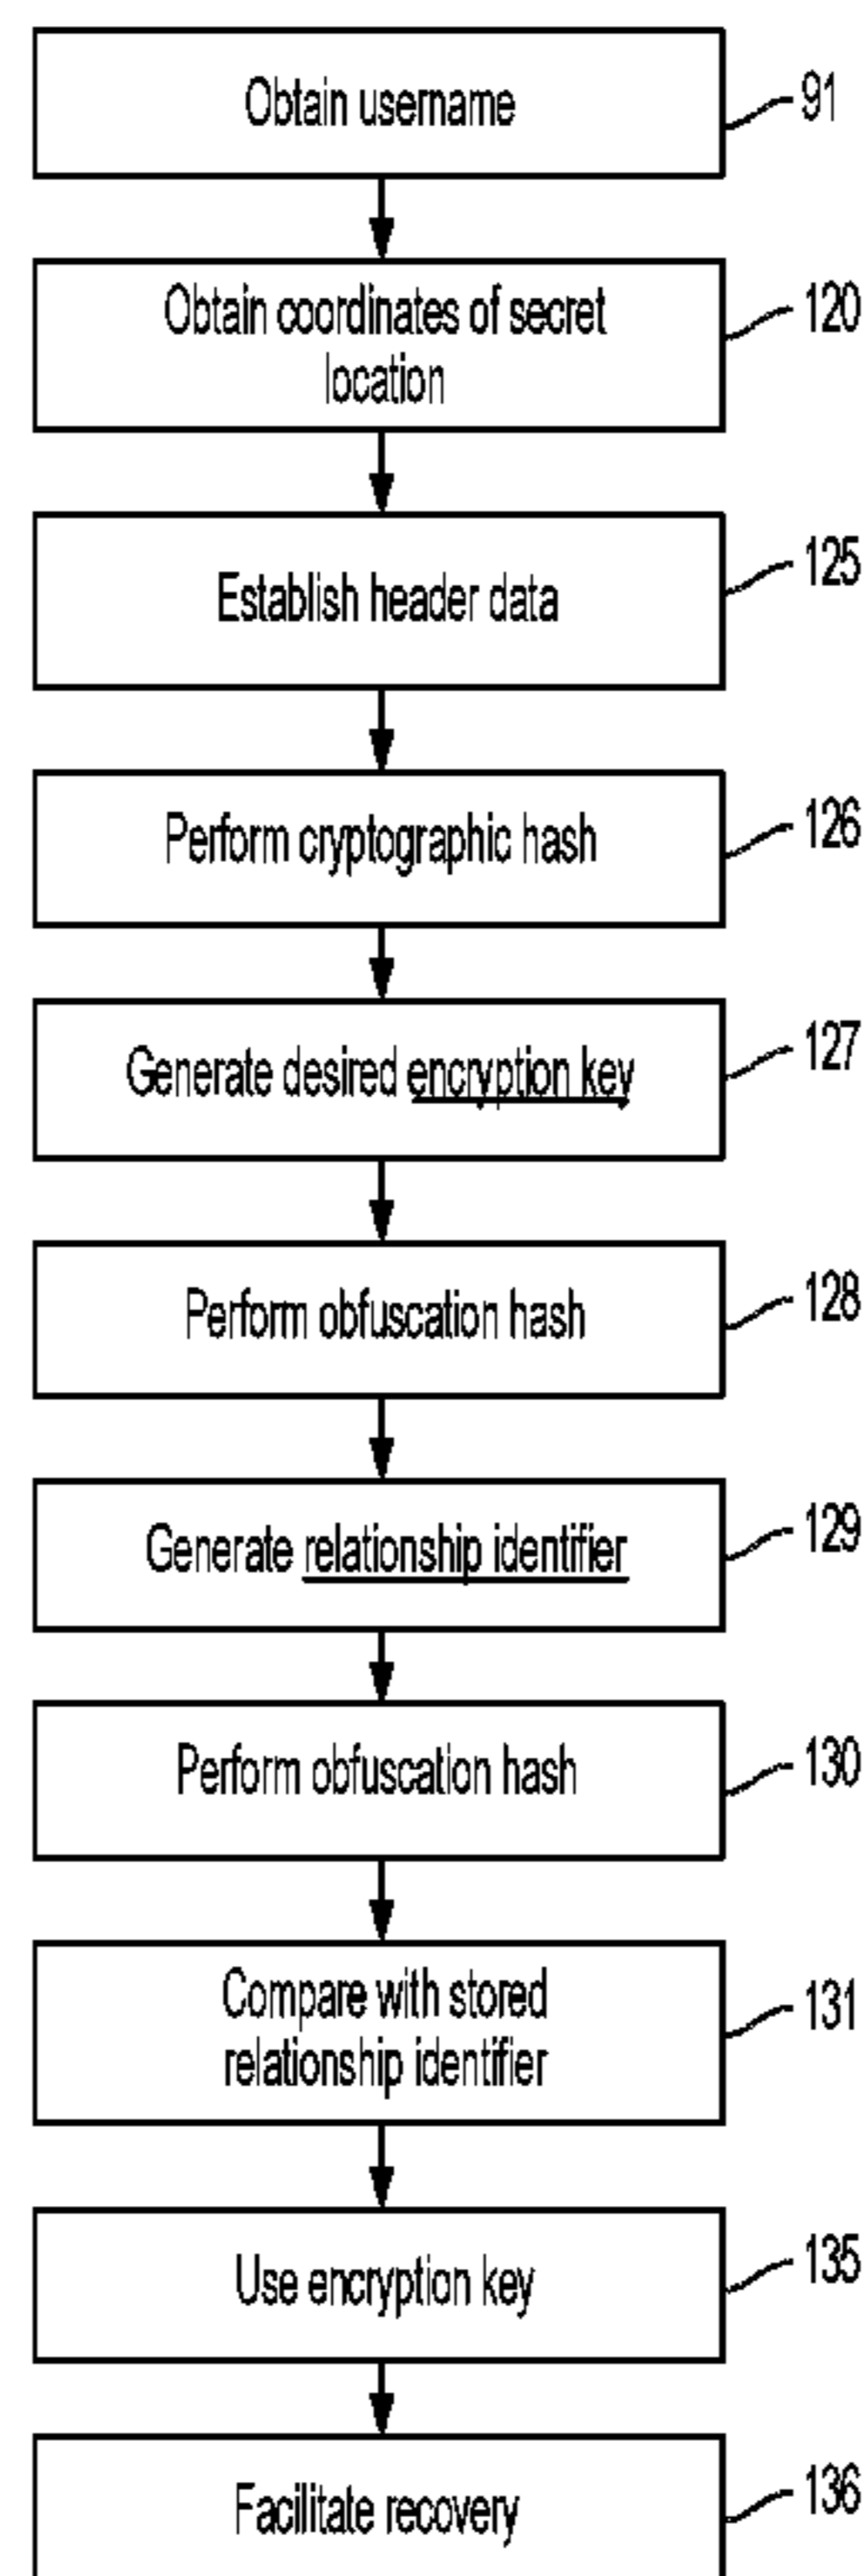 Obtain username
91
Obtain coordinates of secret
location
120
Establish header data
125
Perform cryptographic hash
126
Generate desired encryption key
127
Perform obfuscation hash
128
Generate relationship identifier
129
Perform obfuscation hash
130
Compare with stored
relationship identifier
131
Use encryption key
135
Facilitate recovery
136